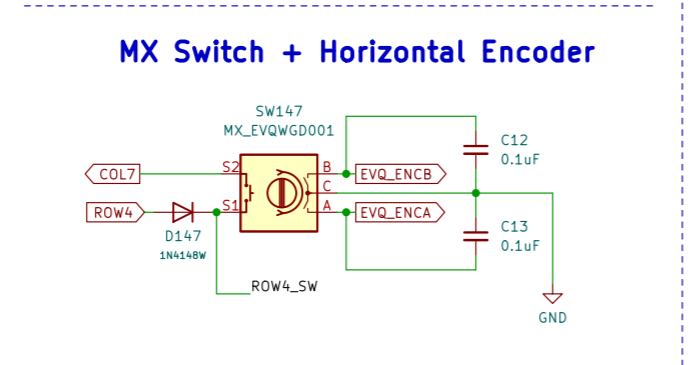 MX Switch + Horizontal Encoder
SW147
MX_EVQWGD001
C12
0.1uF
COL7
S2
B
EVQ_ENCB
C
ROW4
S1
A
EVQ_ENCA
C13
0.1uF
D147
1N4148W
ROW4_SW
GND